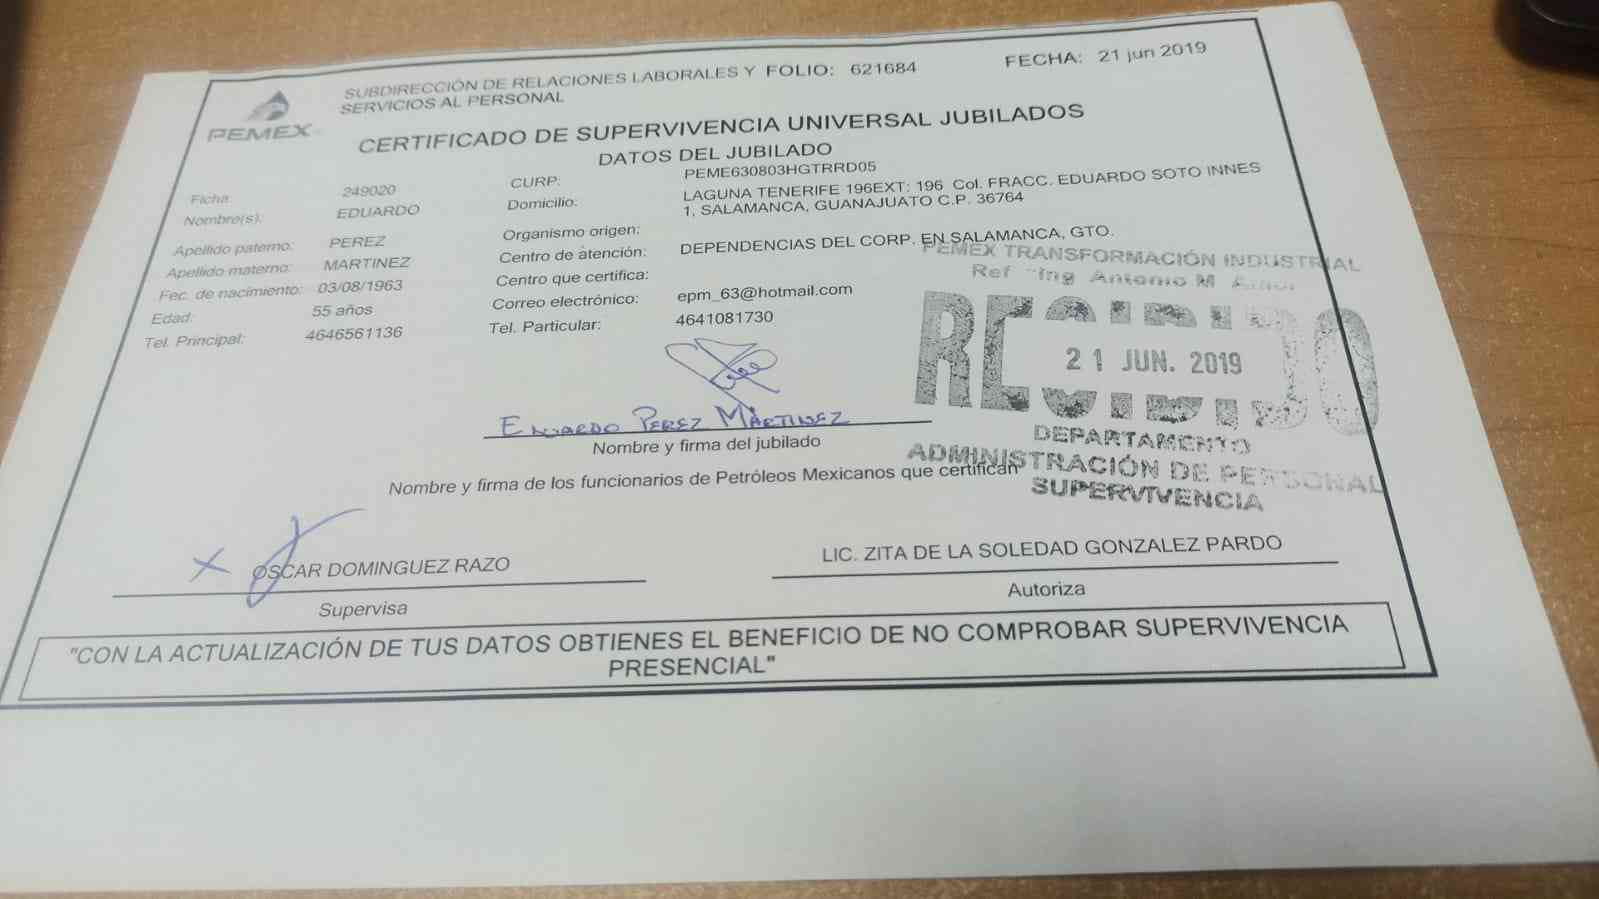 PEMEX
SUBDIRECCIÓN DE RELACIONES LABORALES Y FOLIO: 621684
SERVICIOS AL PERSONAL
FECHA: 21 jun 2019
CERTIFICADO DE SUPERVIVENCIA UNIVERSAL JUBILADOS
DATOS DEL JUBILADO
Ficha: 249020
Nombre(s): EDUARDO
Apellido paterno: PEREZ
Apellido materno: MARTINEZ
Fec. de nacimiento: 03/08/1963
Edad: 55 años
Tel. Principal: 4646561136
CURP: PEME630803HGTRRD05
Domicilio: LAGUNA TENERIFE 196EXT: 196 Col. FRACC. EDUARDO SOTO INNES
1, SALAMANCA, GUANAJUATO C.P. 36764
Organismo origen:
Centro de atención: DEPENDENCIAS DEL CORP. EN SALAMANCA, GTO.
Centro que certifica:
Correo electrónico: epm_63@hotmail.com
Tel. Particular: 4641081730
PEMEX TRANSFORMACIÓN INDUSTRIAL
Ref Ing Antonio M
RECIBIDO
21 JUN. 2019
DEPARTAMENTO
ADMINISTRACIÓN DE PERSONAL
SUPERVIVENCIA
EDUARDO PEREZ MARTINEZ
Nombre y firma del jubilado
Nombre y firma de los funcionarios de Petróleos Mexicanos que certifican
X OSCAR DOMINGUEZ RAZO
Supervisa
LIC. ZITA DE LA SOLEDAD GONZALEZ PARDO
Autoriza
"CON LA ACTUALIZACIÓN DE TUS DATOS OBTIENES EL BENEFICIO DE NO COMPROBAR SUPERVIVENCIA
PRESENCIAL"